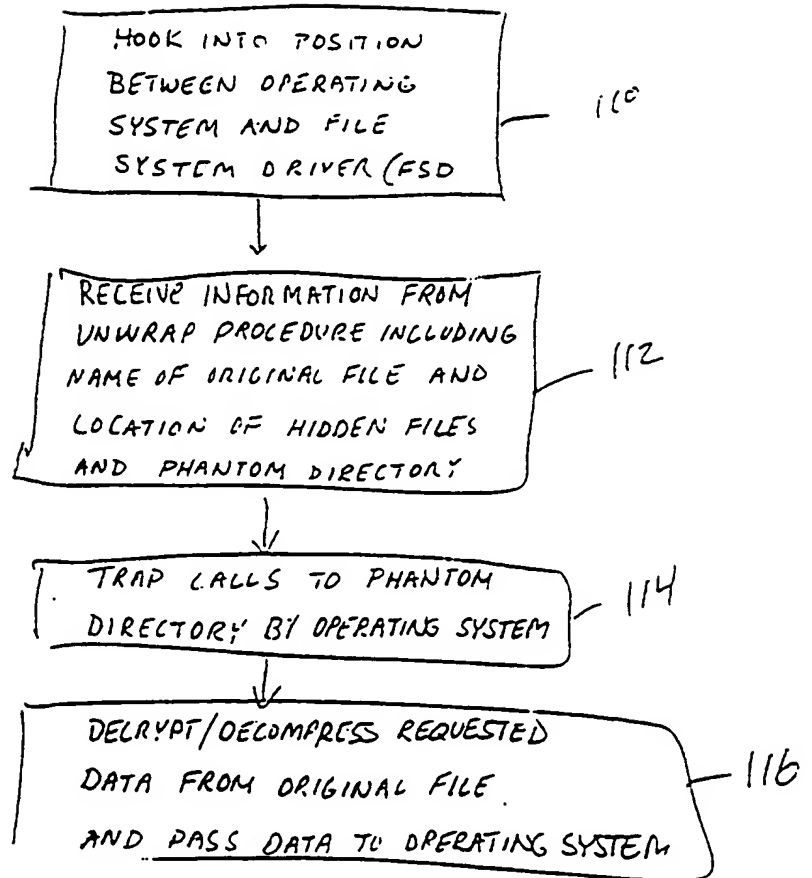 HOOK INTO POSITION
BETWEEN OPERATING
SYSTEM AND FILE
SYSTEM DRIVER (FSD
110
RECEIVE INFORMATION FROM
UNWRAP PROCEDURE INCLUDING
NAME OF ORIGINAL FILE AND
LOCATION OF HIDDEN FILES
AND PHANTOM DIRECTORY
112
TRAP CALLS TO PHANTOM
DIRECTORY BY OPERATING SYSTEM
114
DECRYPT/DECOMPRESS REQUESTED
DATA FROM ORIGINAL FILE
AND PASS DATA TO OPERATING SYSTEM
116